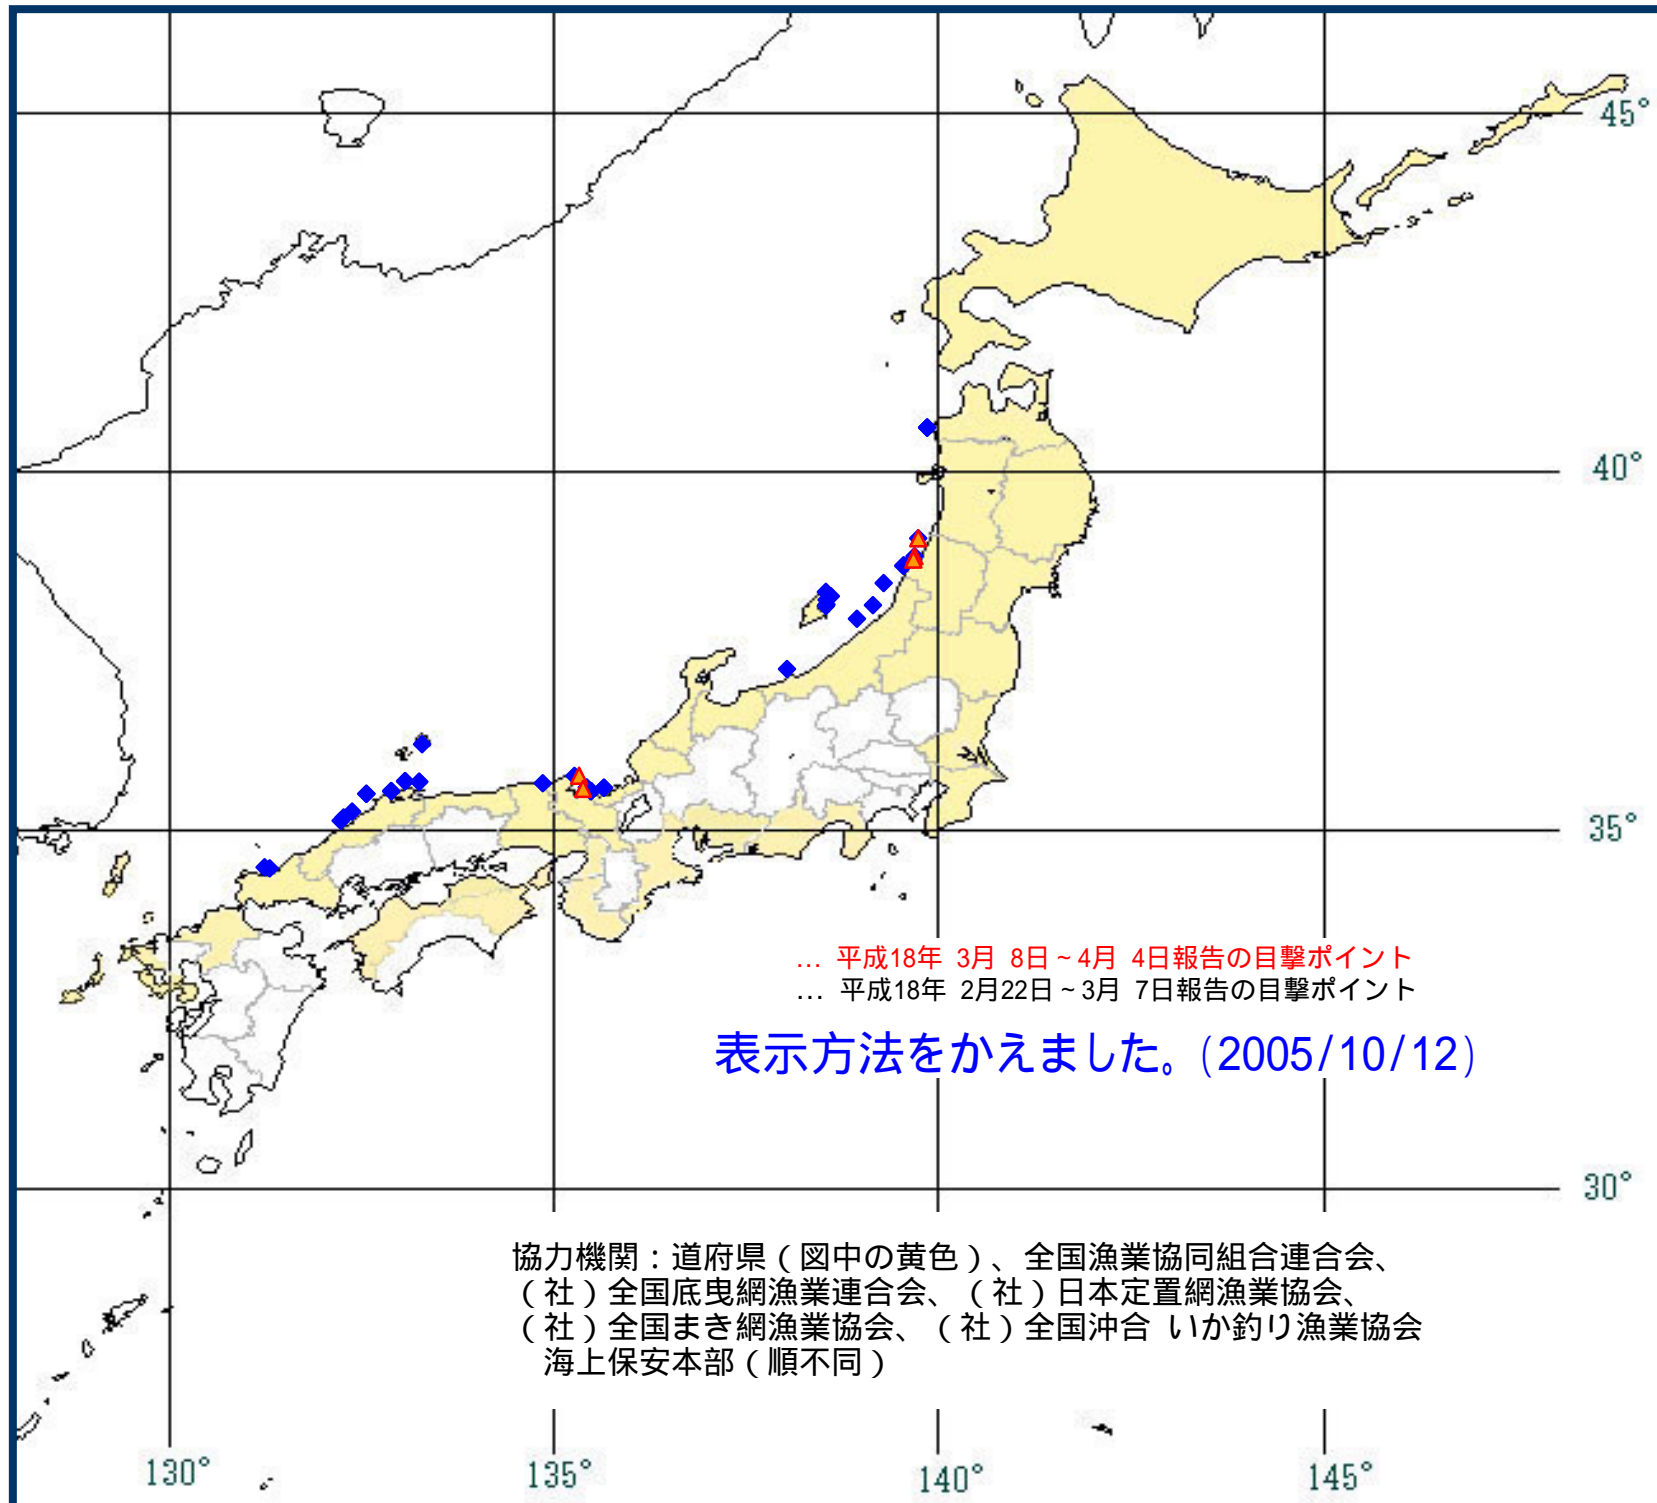 45°
40°
35°
… 平成18年 3月 8日～4月 4日報告の目撃ポイント
… 平成18年 2月22日～3月 7日報告の目撃ポイント
表示方法をかえました。(2005/10/12)
30°
協力機関：道府県（図中の黄色）、全国漁業協同組合連合会、
（社）全国底曳網漁業連合会、（社）日本定置網漁業協会、
（社）全国まき網漁業協会、（社）全国沖合 いか釣り漁業協会
海上保安本部（順不同）
130° 135° 140° 145°